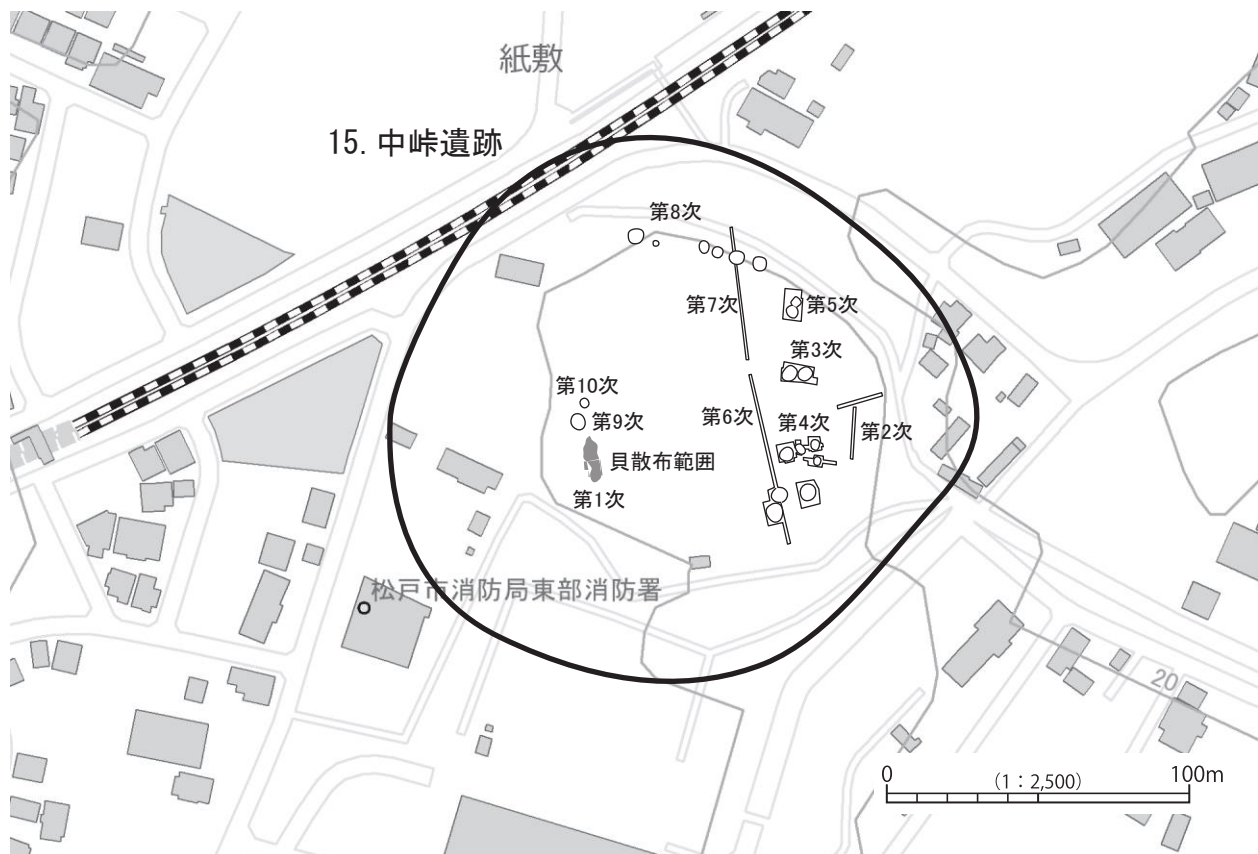 紙敷
15. 中峠遺跡
第8次
第7次
第5次
第3次
第10次
第9次
第6次
第4次
第2次
貝散布範囲
第1次
松戸市消防局東部消防署
20
0 (1：2,500) 100m